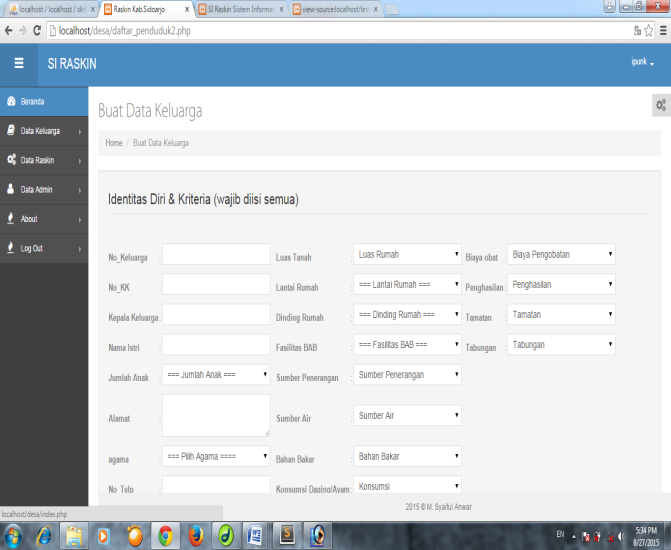 localhost / localhost / skri
Raskin Kab.Sidoarjo
SI Raskin Sistem Informas
view-source:localhost/test
localhost/desa/daftar_penduduk2.php
SI RASKIN
ipunk
Beranda
Data Keluarga
Data Raskin
Data Admin
About
Log Out
Buat Data Keluarga
Home / Buat Data Keluarga
Identitas Diri & Kriteria (wajib diisi semua)
No_Keluarga : Luas Tanah : Luas Rumah Biaya obat : Biaya Pengobatan
No_KK : Lantai Rumah : === Lantai Rumah === Penghasilan : Penghasilan
Kepala Keluarga : Dinding Rumah : === Dinding Rumah === Tamatan : Tamatan
Nama Istri : Fasilitas BAB : === Fasilitas BAB === Tabungan : Tabungan
Jumlah Anak : === Jumlah Anak === Sumber Penerangan : Sumber Penerangan
Alamat : Sumber Air : Sumber Air
agama : === Pilih Agama ==== Bahan Bakar : Bahan Bakar
No_Telp : Konsumsi Daging/Ayam : Konsumsi
2015 © M. Syaiful Anwar
localhost/desa/index.php
EN
5:34 PM
8/27/2015